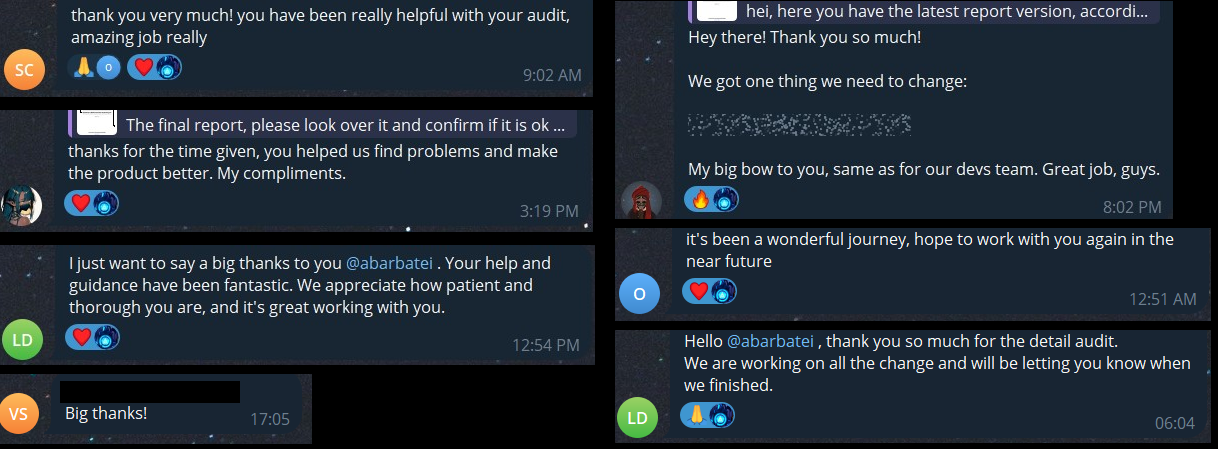 thank you very much! you have been really helpful with your audit,
amazing job really
SC
O
9:02 AM
The final report, please look over it and confirm if it is ok ...
thanks for the time given, you helped us find problems and make
the product better. My compliments.
3:19 PM
I just want to say a big thanks to you @abarbatei . Your help and
guidance have been fantastic. We appreciate how patient and
thorough you are, and it's great working with you.
LD
12:54 PM
VS
Big thanks!
17:05
hei, here you have the latest report version, accordi...
Hey there! Thank you so much!
We got one thing we need to change:
My big bow to you, same as for our devs team. Great job, guys.
8:02 PM
it's been a wonderful journey, hope to work with you again in the
near future
O
12:51 AM
Hello @abarbatei , thank you so much for the detail audit.
We are working on all the change and will be letting you know when
we finished.
LD
06:04